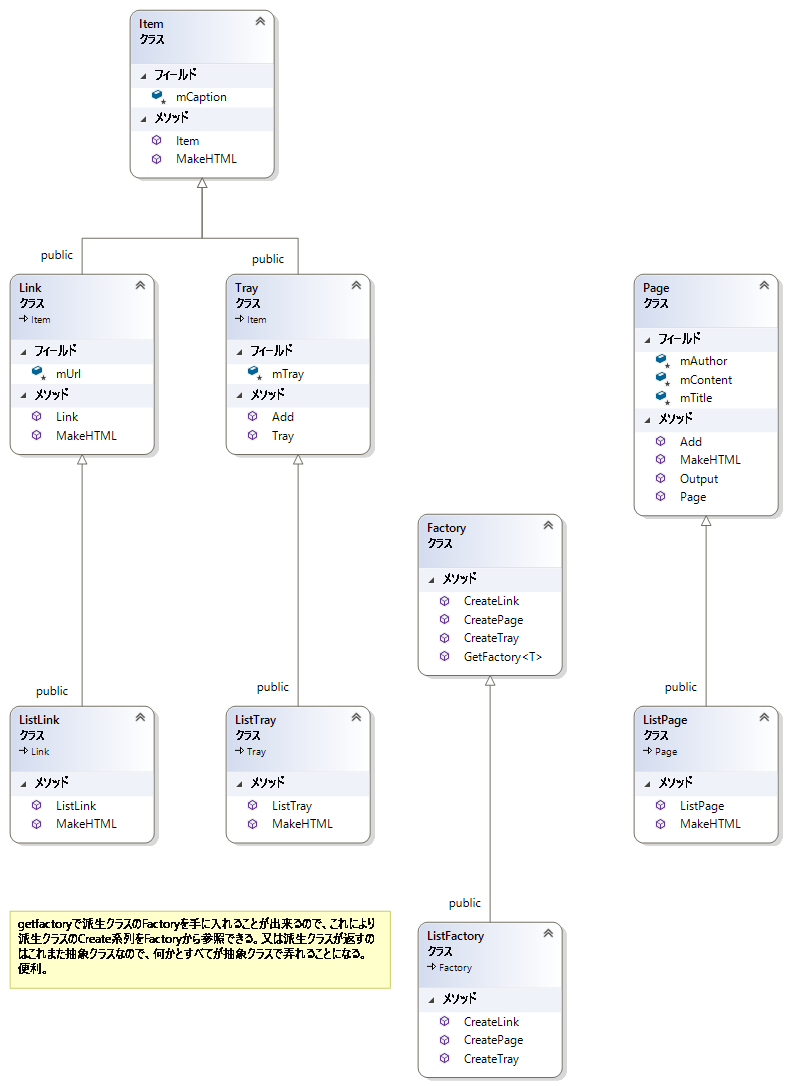 Item
クラス
フィールド
mCaption
メソッド
Item
MakeHTML
public
public
Link
クラス
Item
フィールド
mUrl
メソッド
Link
MakeHTML
Tray
クラス
Item
フィールド
mTray
メソッド
Add
Tray
Page
クラス
フィールド
mAuthor
mContent
mTitle
メソッド
Add
MakeHTML
Output
Page
Factory
クラス
メソッド
CreateLink
CreatePage
CreateTray
GetFactory<T>
public
public
public
ListLink
クラス
Link
メソッド
ListLink
MakeHTML
ListTray
クラス
Tray
メソッド
ListTray
MakeHTML
ListPage
クラス
Page
メソッド
ListPage
MakeHTML
public
getfactoryで派生クラスのFactoryを手に入れることが出来るので、これにより
派生クラスのCreate系列をFactoryから参照できる。又は派生クラスが返すの
はこれまた抽象クラスなので、何かとすべてが抽象クラスで弄れることになる。
便利。
ListFactory
クラス
Factory
メソッド
CreateLink
CreatePage
CreateTray